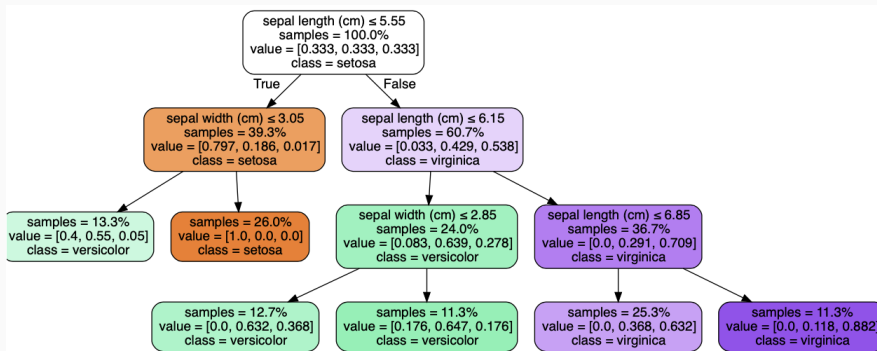 sepal length (cm) ≤ 5.55
samples = 100.0%
value = [0.333, 0.333, 0.333]
class = setosa
True
False
sepal width (cm) ≤ 3.05
samples = 39.3%
value = [0.797, 0.186, 0.017]
class = setosa
sepal length (cm) ≤ 6.15
samples = 60.7%
value = [0.033, 0.429, 0.538]
class = virginica
samples = 13.3%
value = [0.4, 0.55, 0.05]
class = versicolor
samples = 26.0%
value = [1.0, 0.0, 0.0]
class = setosa
sepal width (cm) ≤ 2.85
samples = 24.0%
value = [0.083, 0.639, 0.278]
class = versicolor
sepal length (cm) ≤ 6.85
samples = 36.7%
value = [0.0, 0.291, 0.709]
class = virginica
samples = 12.7%
value = [0.0, 0.632, 0.368]
class = versicolor
samples = 11.3%
value = [0.176, 0.647, 0.176]
class = versicolor
samples = 25.3%
value = [0.0, 0.368, 0.632]
class = virginica
samples = 11.3%
value = [0.0, 0.118, 0.882]
class = virginica